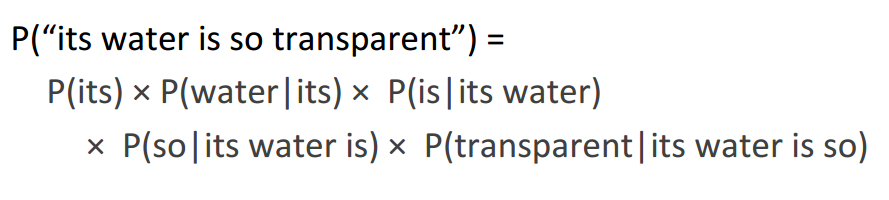 P(“its water is so transparent”) =
P(its) × P(water|its) × P(is|its water)
× P(so|its water is) × P(transparent|its water is so)